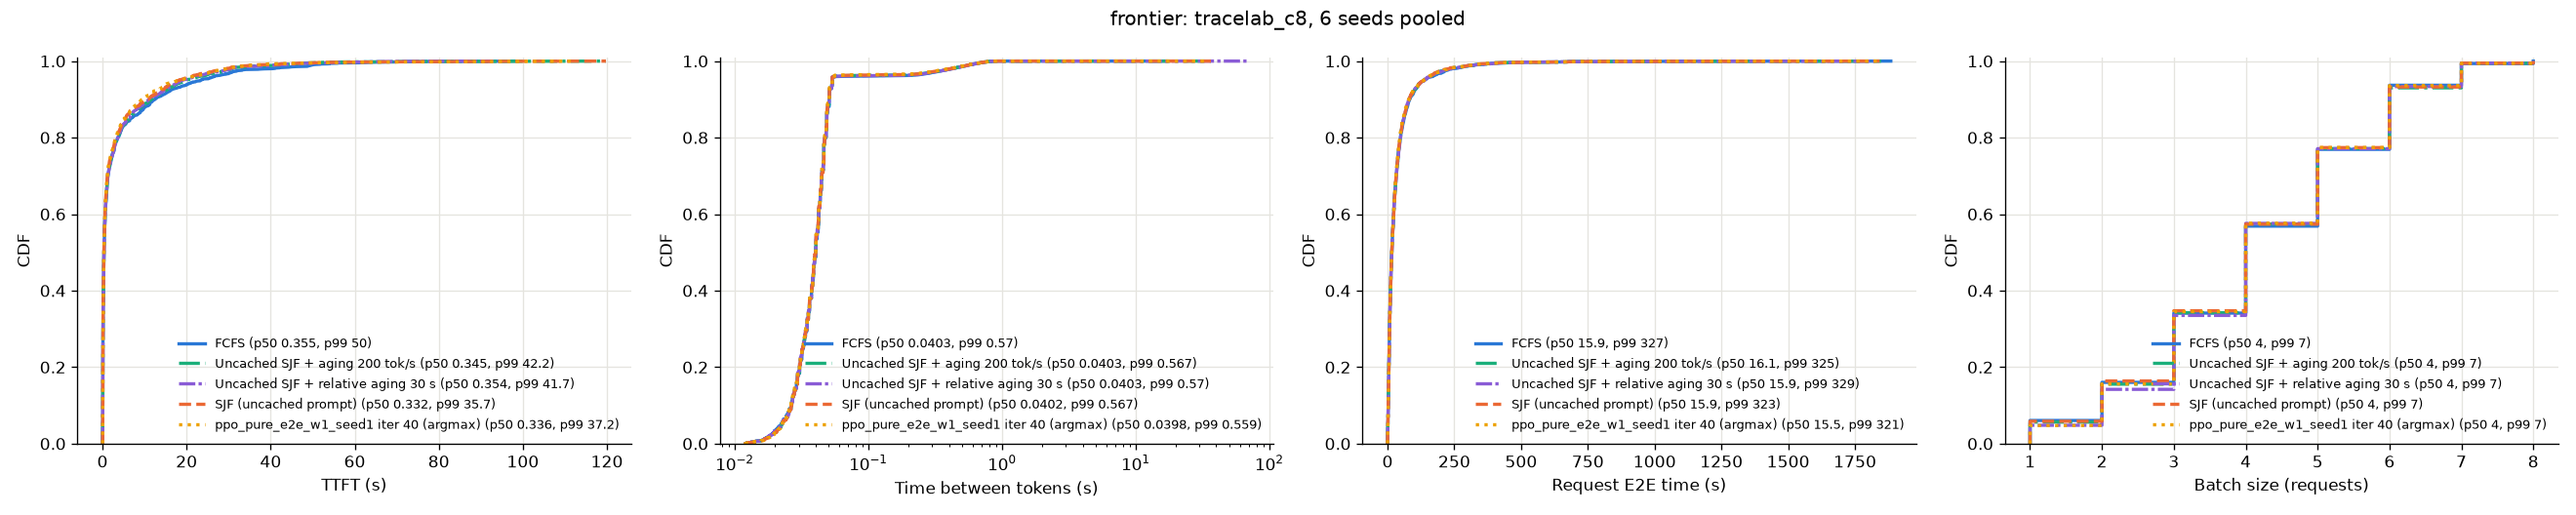 frontier: tracelab_c8, 6 seeds pooled
CDF
1.0
0.8
0.6
0.4
0.2
0.0
FCFS (p50 0.355, p99 50)
Uncached SJF + aging 200 tok/s (p50 0.345, p99 42.2)
Uncached SJF + relative aging 30 s (p50 0.354, p99 41.7)
SJF (uncached prompt) (p50 0.332, p99 35.7)
ppo_pure_e2e_w1_seed1 iter 40 (argmax) (p50 0.336, p99 37.2)
0 20 40 60 80 100 120
TTFT (s)
CDF
1.0
0.8
0.6
0.4
0.2
0.0
FCFS (p50 0.0403, p99 0.57)
Uncached SJF + aging 200 tok/s (p50 0.0403, p99 0.567)
Uncached SJF + relative aging 30 s (p50 0.0403, p99 0.57)
SJF (uncached prompt) (p50 0.0402, p99 0.567)
ppo_pure_e2e_w1_seed1 iter 40 (argmax) (p50 0.0398, p99 0.559)
10⁻² 10⁻¹ 10⁰ 10¹ 10²
Time between tokens (s)
CDF
1.0
0.8
0.6
0.4
0.2
0.0
FCFS (p50 15.9, p99 327)
Uncached SJF + aging 200 tok/s (p50 16.1, p99 325)
Uncached SJF + relative aging 30 s (p50 15.9, p99 329)
SJF (uncached prompt) (p50 15.9, p99 323)
ppo_pure_e2e_w1_seed1 iter 40 (argmax) (p50 15.5, p99 321)
0 250 500 750 1000 1250 1500 1750
Request E2E time (s)
CDF
1.0
0.8
0.6
0.4
0.2
0.0
FCFS (p50 4, p99 7)
Uncached SJF + aging 200 tok/s (p50 4, p99 7)
Uncached SJF + relative aging 30 s (p50 4, p99 7)
SJF (uncached prompt) (p50 4, p99 7)
ppo_pure_e2e_w1_seed1 iter 40 (argmax) (p50 4, p99 7)
1 2 3 4 5 6 7 8
Batch size (requests)